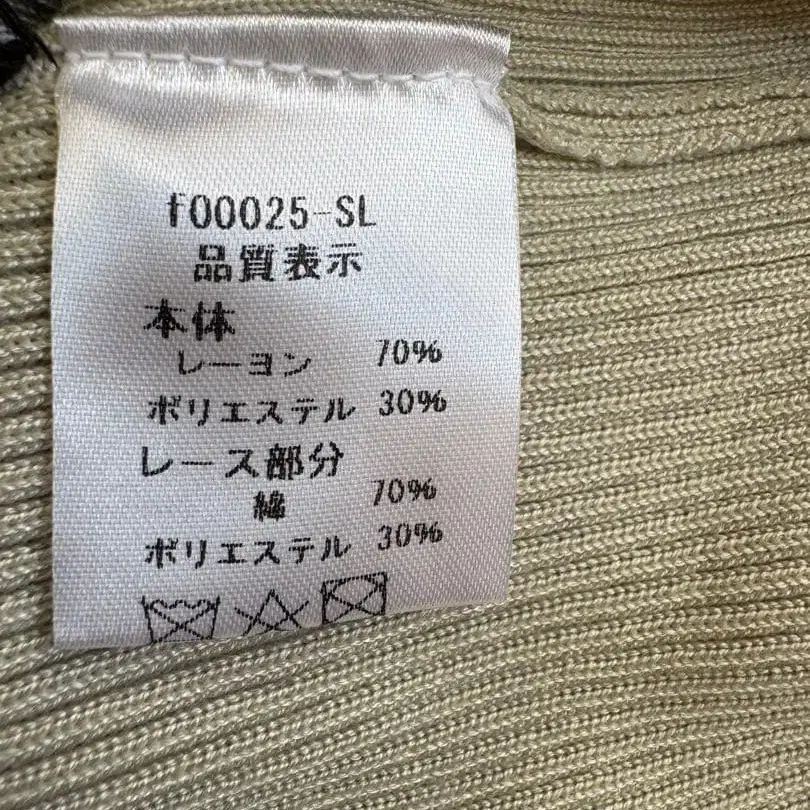 f00025-SL
品質表示
本体
レーヨン 70%
ポリエステル 30%
レース部分
綿 70%
ポリエステル 30%